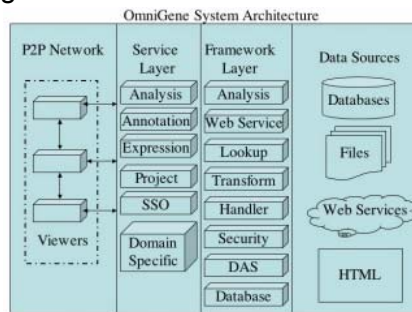 OmniGene System Architecture
P2P Network
Viewers
Service
Layer
Analysis
Annotation
Expression
Project
SSO
Domain
Specific
Framework
Layer
Analysis
Web Service
Lookup
Transform
Handler
Security
DAS
Database
Data Sources
Databases
Files
Web Services
HTML